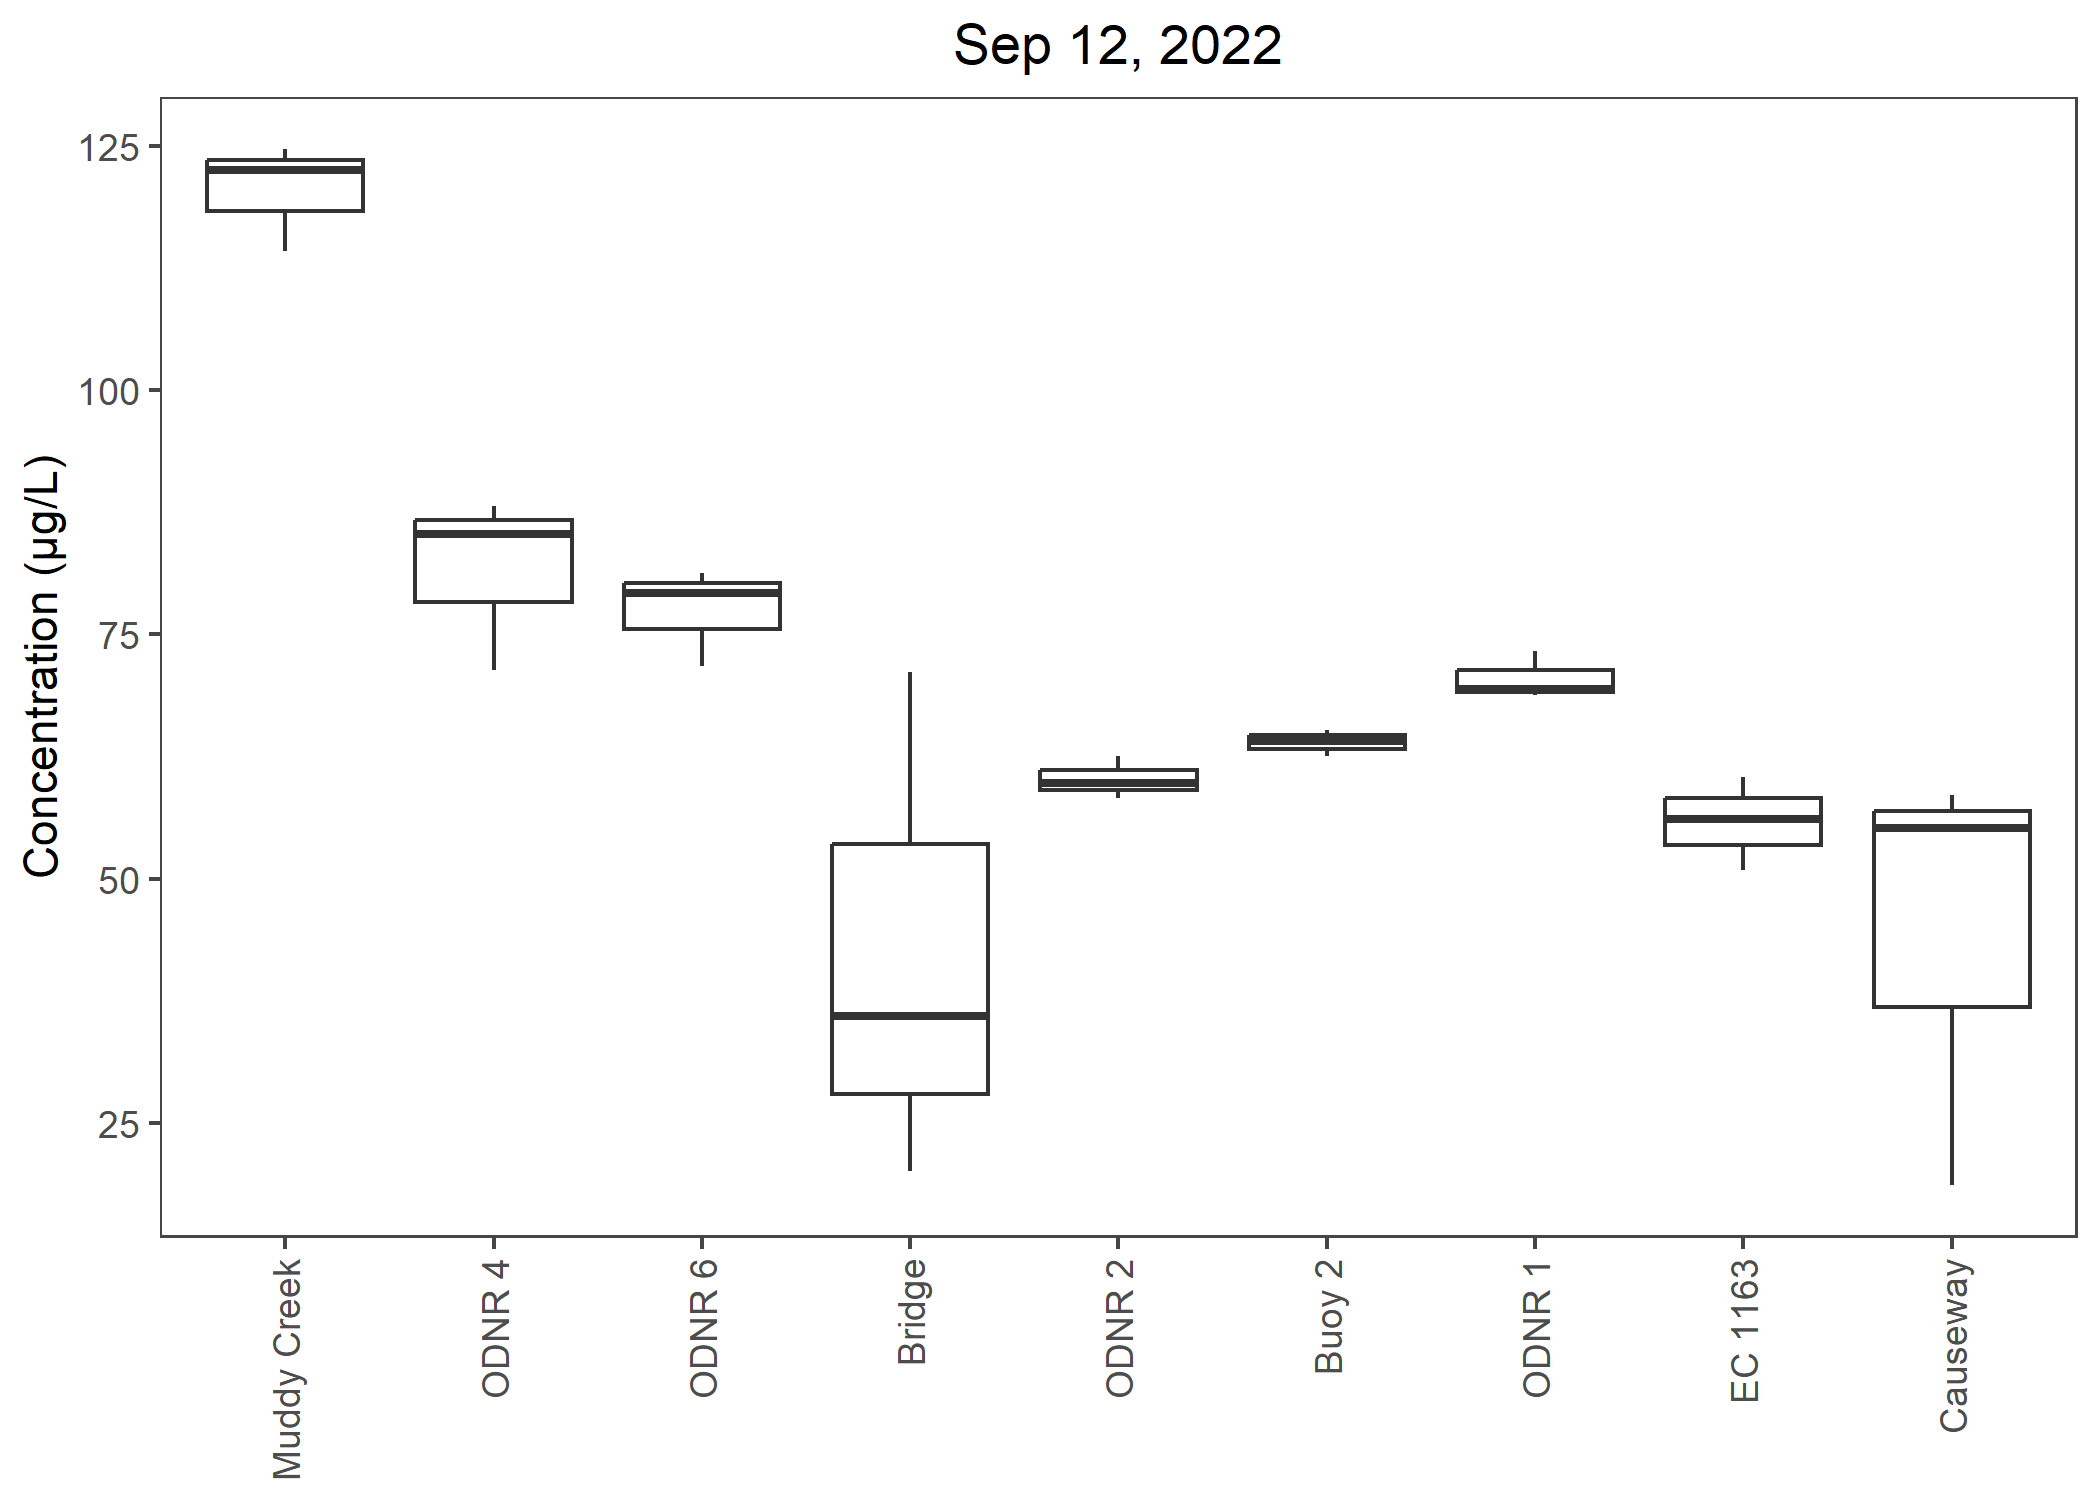 Sep 12, 2022
Concentration (µg/L)
125
100
75
50
25
Muddy Creek
ODNR 4
ODNR 6
Bridge
ODNR 2
Buoy 2
ODNR 1
EC 1163
Causeway